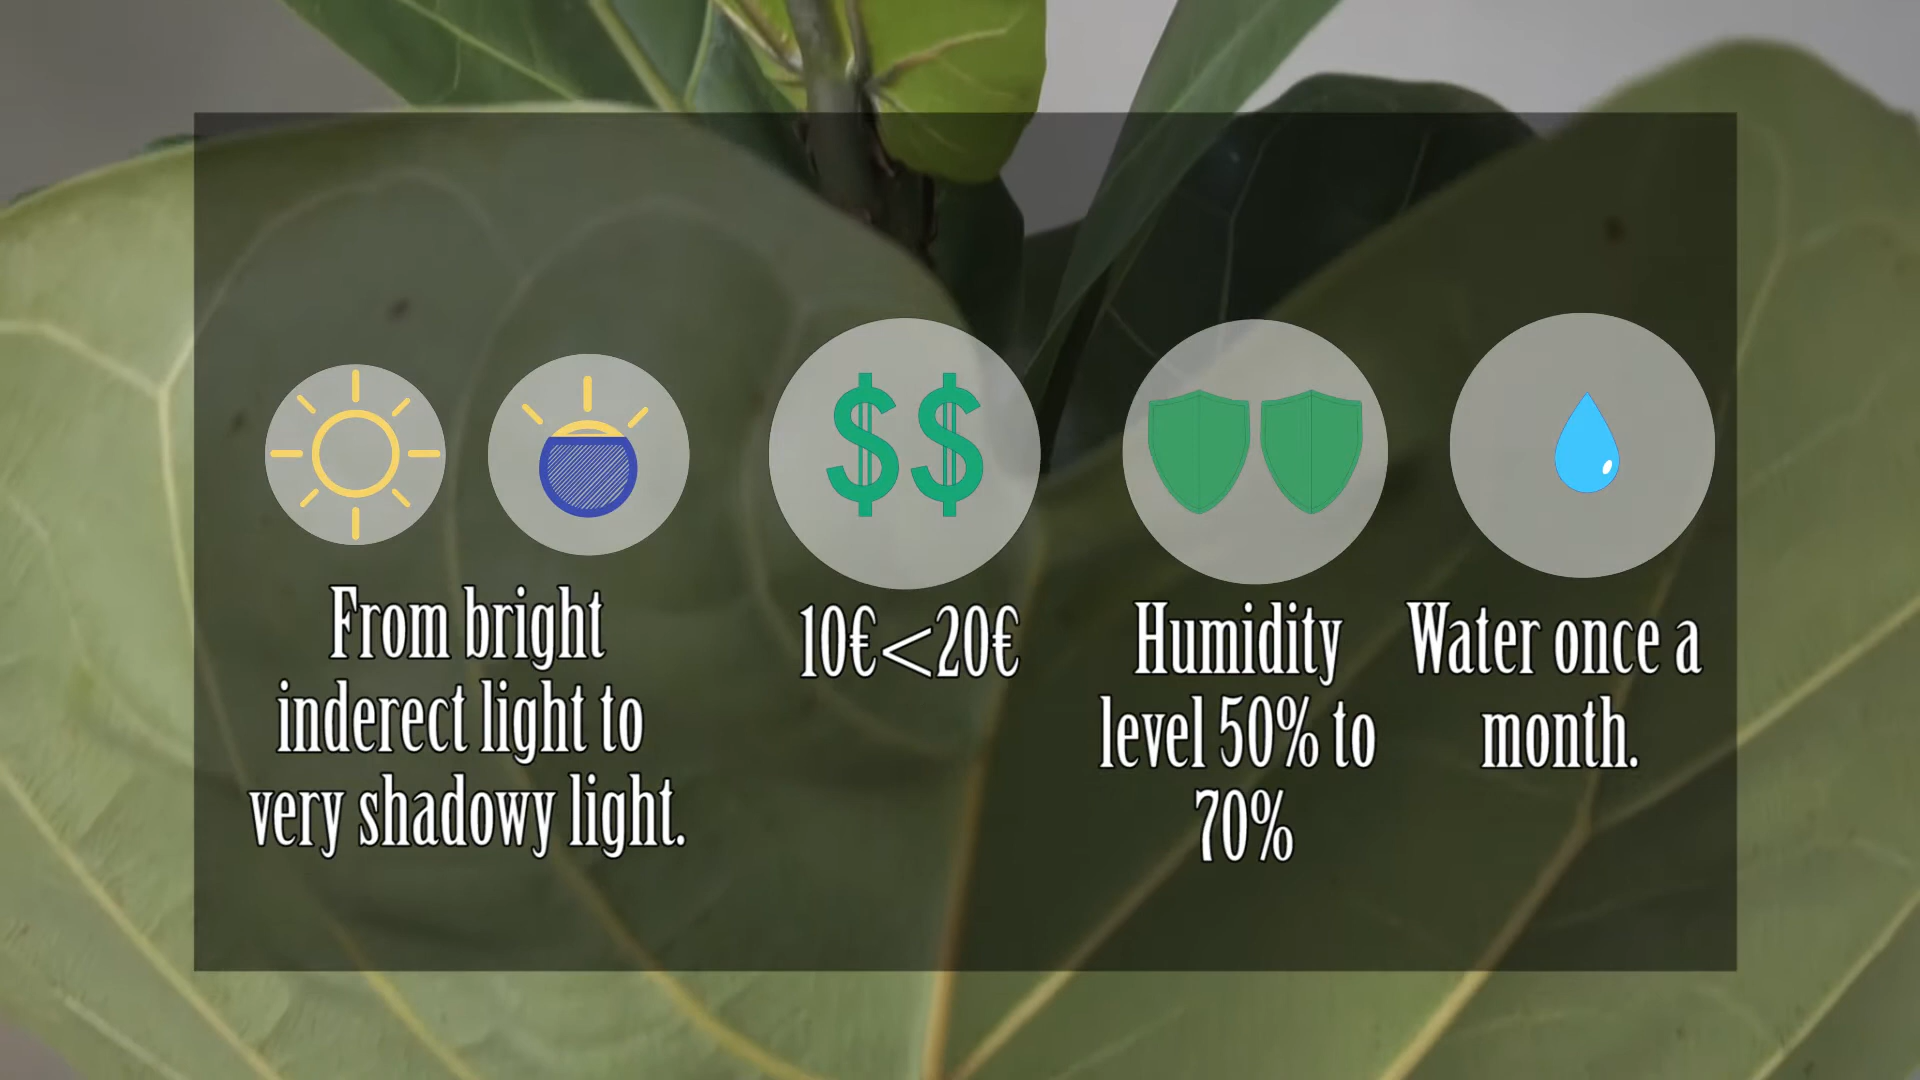 From bright
inderect light to
very shadowy light.
10€<20€
Humidity
level 50% to
70%
Water once a
month.